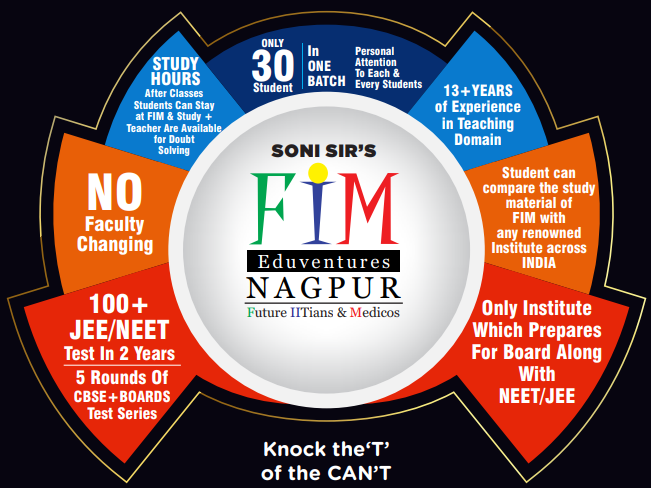 STUDY
HOURS
After Classes
Students Can Stay
at FIM & Study +
Teacher Are Available
for Doubt
Solving
ONLY
30
Student
In
ONE
BATCH
Personal
Attention
To Each &
Every Students
13+YEARS
of Experience
in Teaching
Domain
NO
Faculty
Changing
SONI SIR'S
FIM
Eduventures
NAGPUR
Future IITians & Medicos
Student can
compare the study
material of
FIM with
any renowned
Institute across
INDIA
100+
JEE/NEET
Test In 2 Years
5 Rounds Of
CBSE+BOARDS
Test Series
Only Institute
Which Prepares
For Board Along
With
NEET/JEE
Knock the‘T’
of the CAN’T